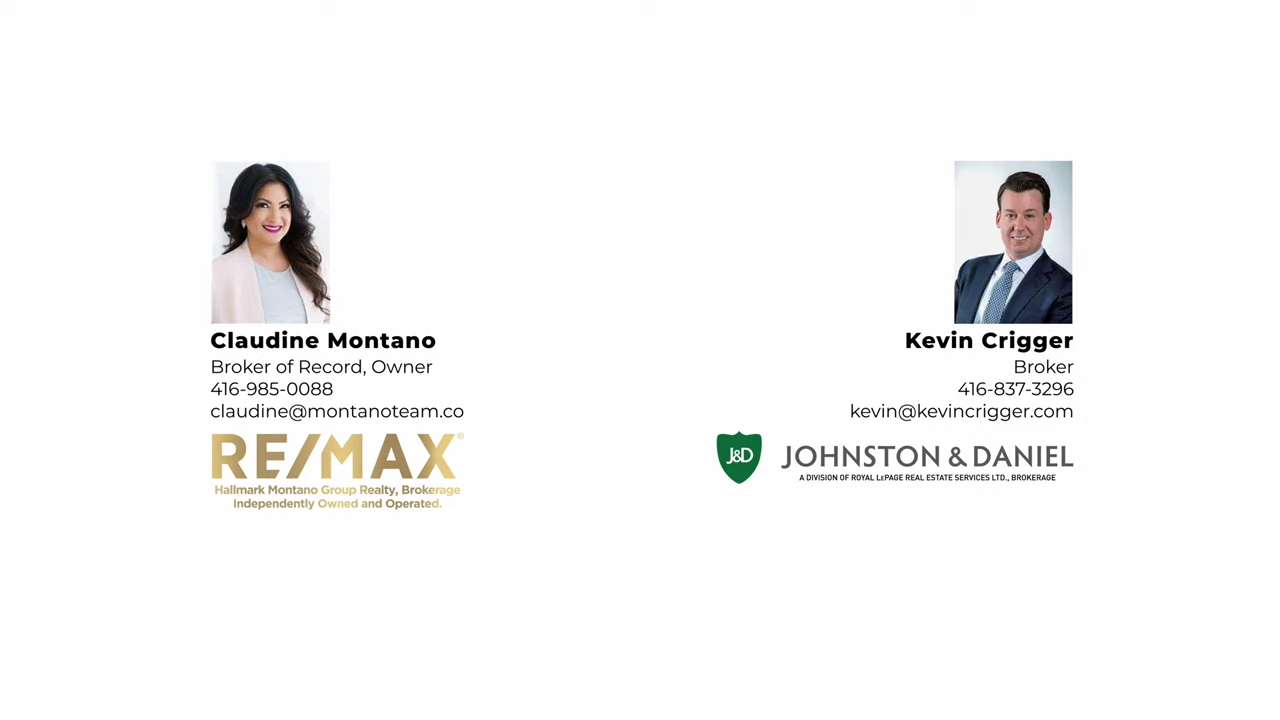 Claudine Montano
Broker of Record, Owner
416-985-0088
claudine@montanoteam.co
RE/MAX®
Hallmark Montano Group Realty, Brokerage
Independently Owned and Operated.
Kevin Crigger
Broker
416-837-3296
kevin@kevincrigger.com
J&D
JOHNSTON & DANIEL
A DIVISION OF ROYAL LEPAGE REAL ESTATE SERVICES LTD., BROKERAGE